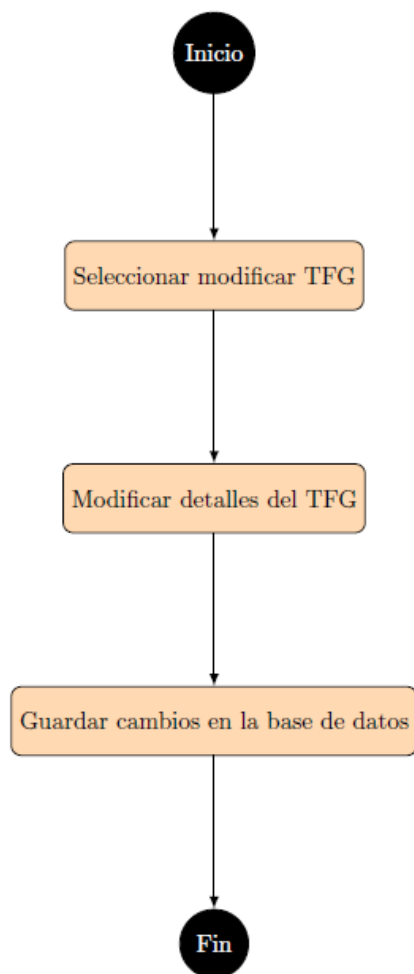 Inicio
Seleccionar modificar TFG
Modificar detalles del TFG
Guardar cambios en la base de datos
Fin